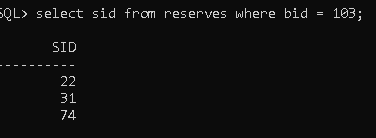 SQL> select sid from reserves where bid = 103;
SID
----------
22
31
74